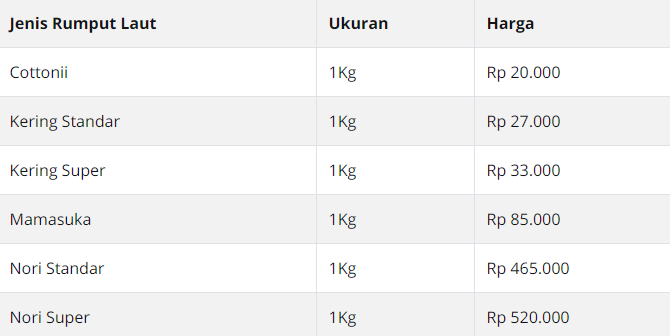 Jenis Rumput Laut Ukuran Harga
Cottonii 1Kg Rp 20.000
Kering Standar 1Kg Rp 27.000
Kering Super 1Kg Rp 33.000
Mamasuka 1Kg Rp 85.000
Nori Standar 1Kg Rp 465.000
Nori Super 1Kg Rp 520.000